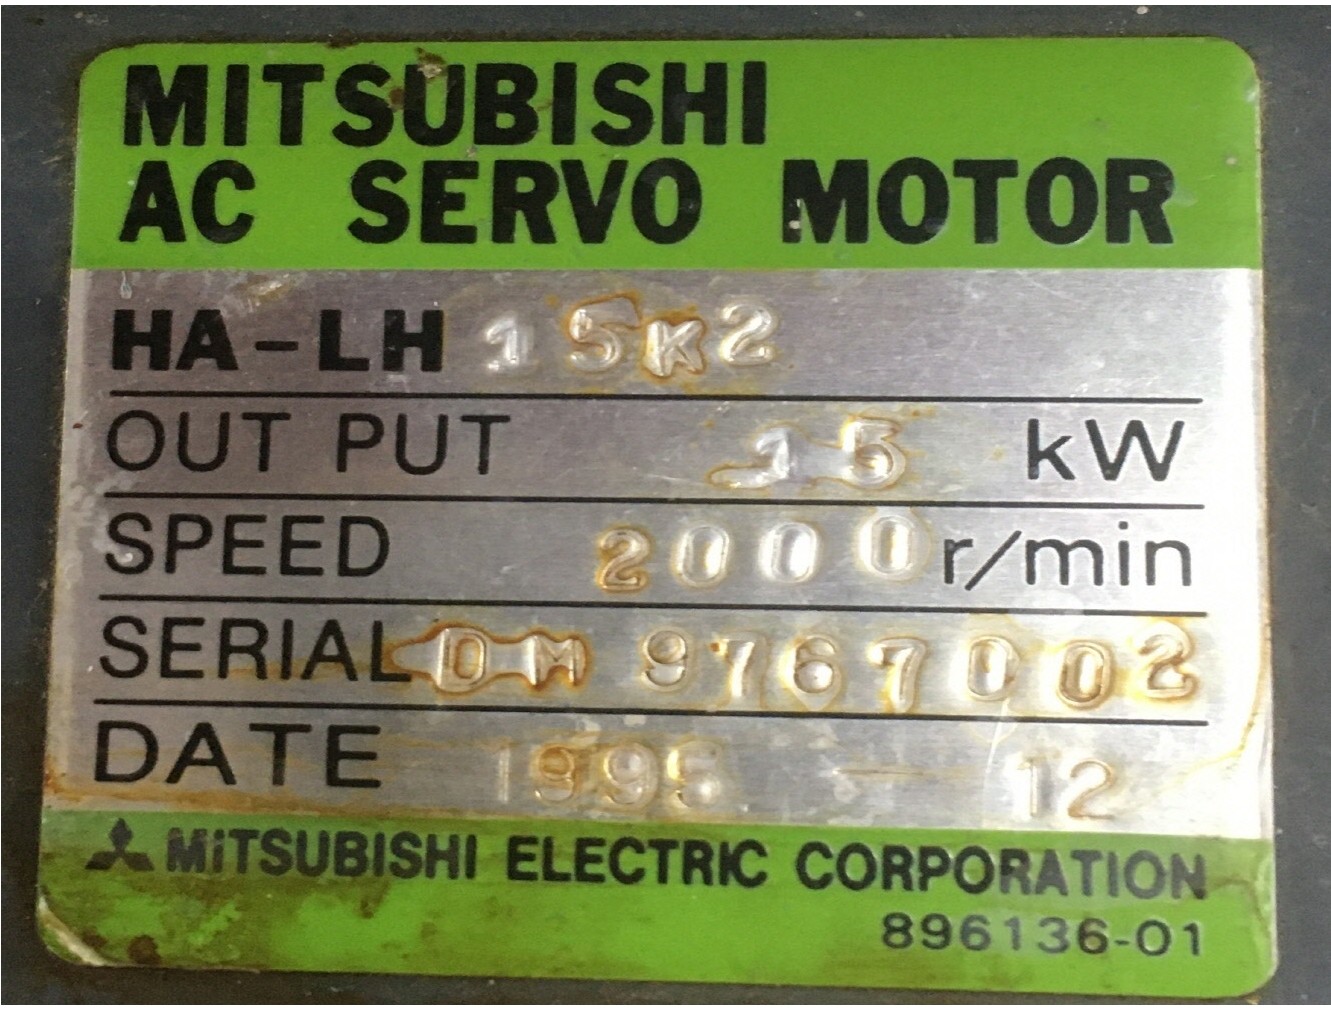 MITSUBISHI
AC SERVO MOTOR
HA-LH 15K2
OUT PUT 15 kW
SPEED 2000 r/min
SERIAL DM 9767002
DATE 1995 - 12
MiTSUBISHI ELECTRIC CORPORATION
896136-01